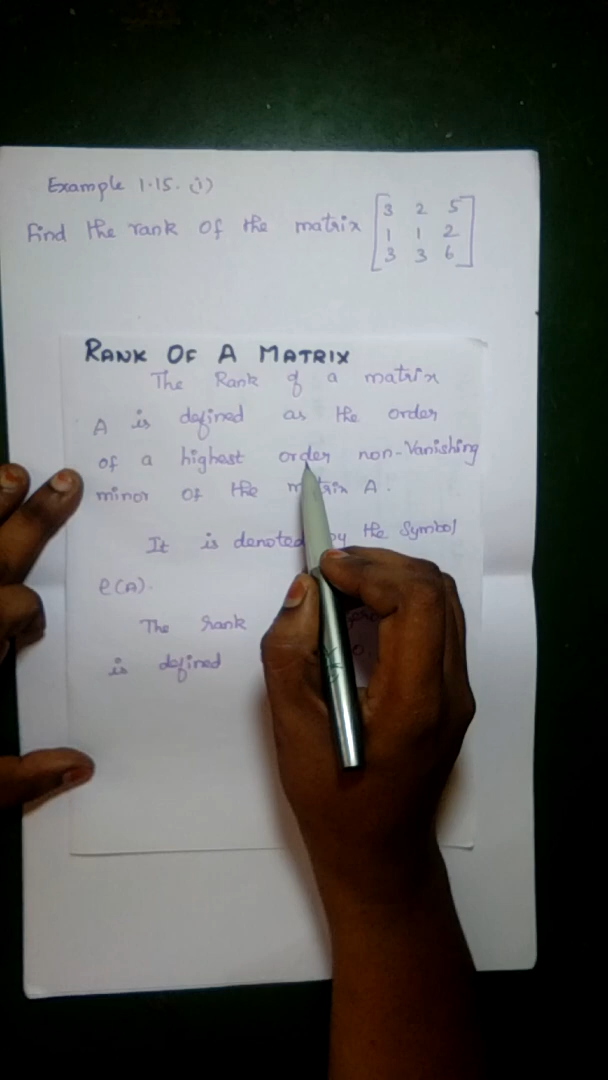 Example 1.15. (i)
Find the rank of the matrix
3 2 5
1 1 2
3 3 6
RANK OF A MATRIX
The Rank of a matrix
A is defined as the order
of a highest order non-Vanishing
minor of the matrix A.
It is denoted by the Symbol
ρ(A).
The rank
is defined